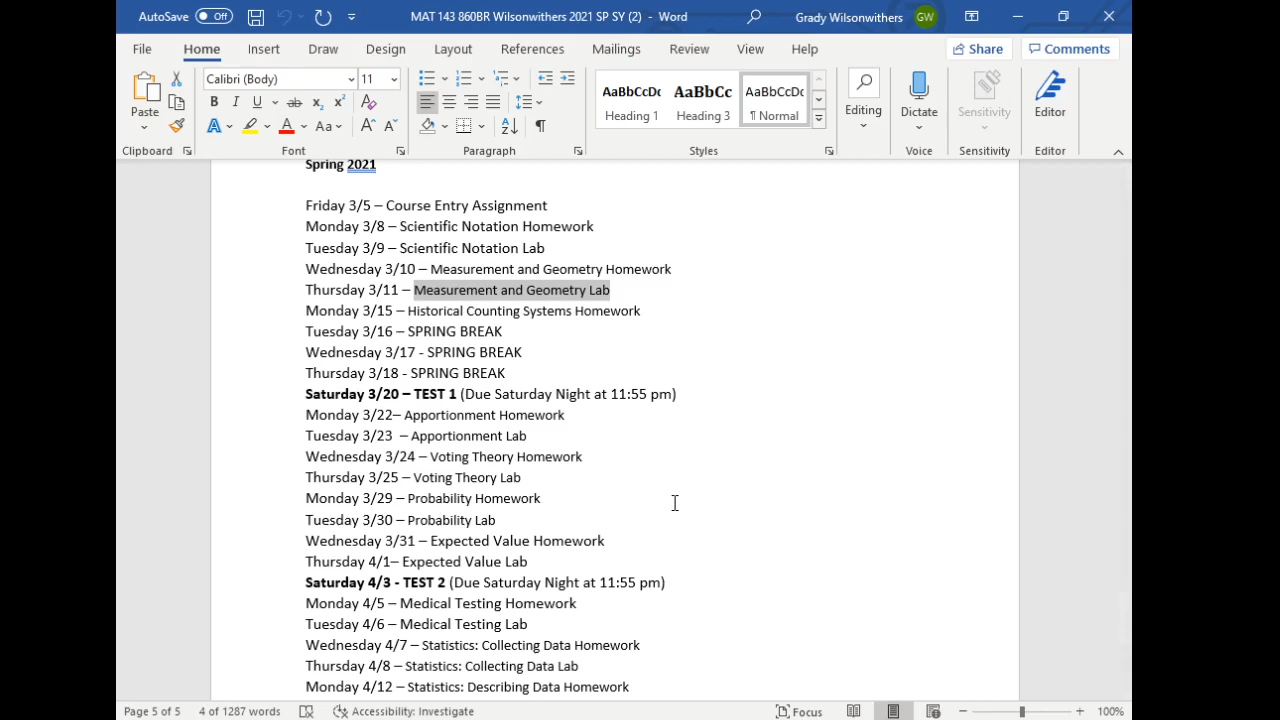 AutoSave Off MAT 143 860BR Wilsonwithers 2021 SP SY (2) - Word Grady Wilsonwithers GW
File Home Insert Draw Design Layout References Mailings Review View Help Share Comments
Paste Calibri (Body) 11 AaBbCcDc AaBbCc AaBbCcDc Editing Dictate Sensitivity Editor
Heading 1 Heading 3 ¶ Normal
Clipboard Font Paragraph Styles Voice Sensitivity Editor
Spring 2021
Friday 3/5 – Course Entry Assignment
Monday 3/8 – Scientific Notation Homework
Tuesday 3/9 – Scientific Notation Lab
Wednesday 3/10 – Measurement and Geometry Homework
Thursday 3/11 – Measurement and Geometry Lab
Monday 3/15 – Historical Counting Systems Homework
Tuesday 3/16 – SPRING BREAK
Wednesday 3/17 - SPRING BREAK
Thursday 3/18 - SPRING BREAK
Saturday 3/20 – TEST 1 (Due Saturday Night at 11:55 pm)
Monday 3/22– Apportionment Homework
Tuesday 3/23 – Apportionment Lab
Wednesday 3/24 – Voting Theory Homework
Thursday 3/25 – Voting Theory Lab
Monday 3/29 – Probability Homework
Tuesday 3/30 – Probability Lab
Wednesday 3/31 – Expected Value Homework
Thursday 4/1– Expected Value Lab
Saturday 4/3 - TEST 2 (Due Saturday Night at 11:55 pm)
Monday 4/5 – Medical Testing Homework
Tuesday 4/6 – Medical Testing Lab
Wednesday 4/7 – Statistics: Collecting Data Homework
Thursday 4/8 – Statistics: Collecting Data Lab
Monday 4/12 – Statistics: Describing Data Homework
Page 5 of 5 4 of 1287 words Accessibility: Investigate Focus 100%